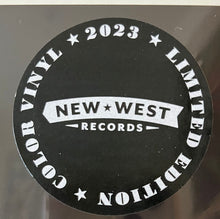 COLOR VINYL ★ 2023 ★ LIMITED EDITION ★
NEW ★ WEST
RECORDS